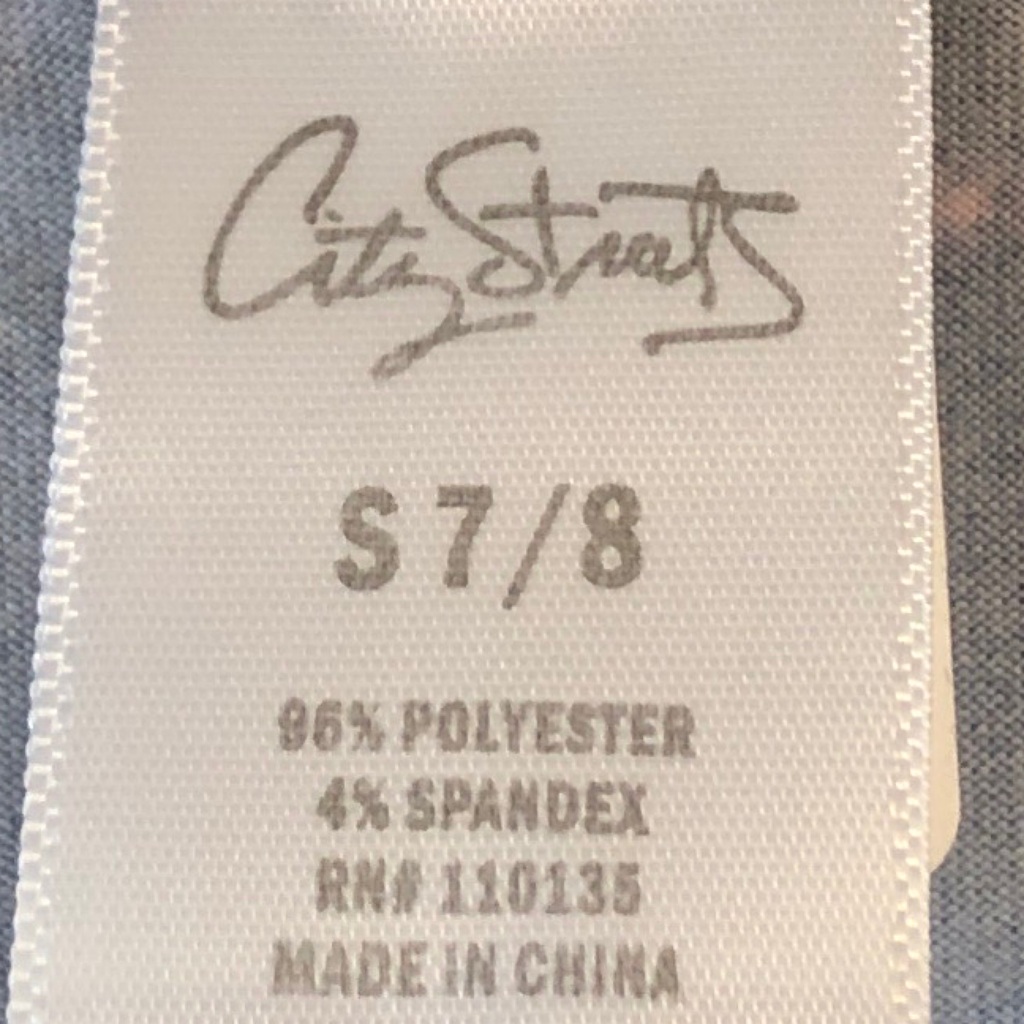 City Streets
S 7/8
96% POLYESTER
4% SPANDEX
RN# 110135
MADE IN CHINA